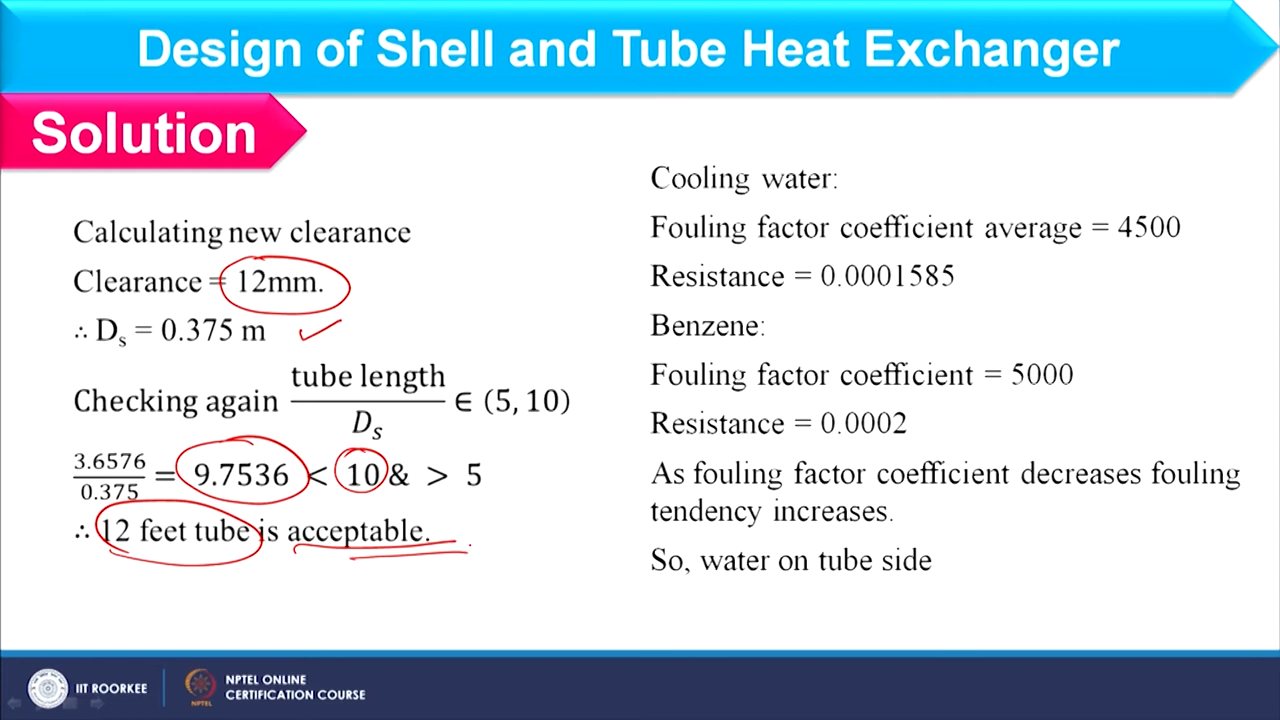 Design of Shell and Tube Heat Exchanger
Solution
Calculating new clearance
Clearance = 12mm.
∴ Dₛ = 0.375 m
Checking again tube length / Dₛ ∈ (5, 10)
3.6576/0.375 = 9.7536 < 10 & > 5
∴ 12 feet tube is acceptable.
Cooling water:
Fouling factor coefficient average = 4500
Resistance = 0.0001585
Benzene:
Fouling factor coefficient = 5000
Resistance = 0.0002
As fouling factor coefficient decreases fouling
tendency increases.
So, water on tube side
IIT ROORKEE
NPTEL
NPTEL ONLINE
CERTIFICATION COURSE